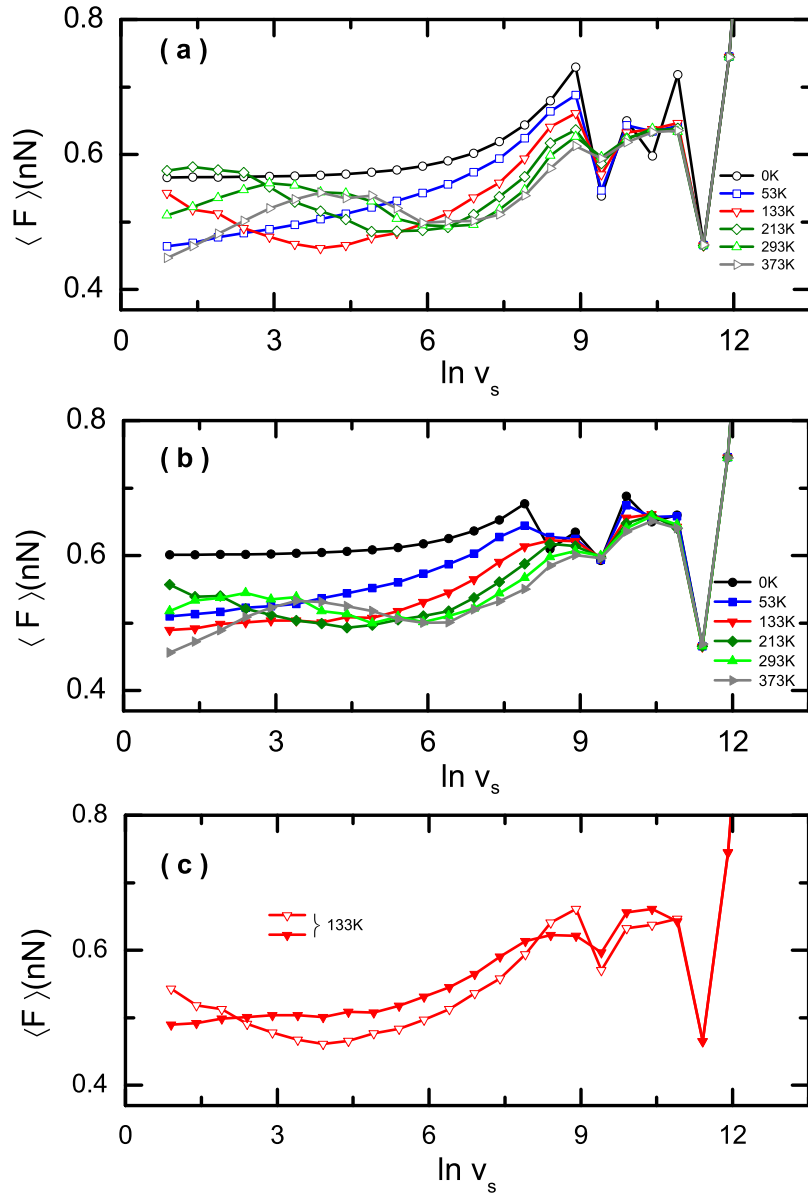 0.8
( a )
⟨ F ⟩(nN)
0.6
0K
53K
133K
213K
293K
373K
0.4
0 3 6 9 12
ln vs
0.8
( b )
⟨ F ⟩(nN)
0.6
0K
53K
133K
213K
293K
373K
0.4
0 3 6 9 12
ln vs
0.8
( c )
⟨F ⟩(nN)
} 133K
0.6
0.4
0 3 6 9 12
ln vs